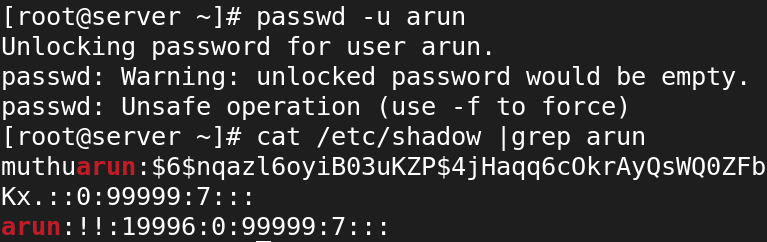 [root@server ~]# passwd -u arun
Unlocking password for user arun.
passwd: Warning: unlocked password would be empty.
passwd: Unsafe operation (use -f to force)
[root@server ~]# cat /etc/shadow |grep arun
muthuarun:$6$nqazl6oyiB03uKZP$4jHaqq6cOkrAyQsWQ0ZFb
Kx.::0:99999:7:::
arun:!!:19996:0:99999:7:::